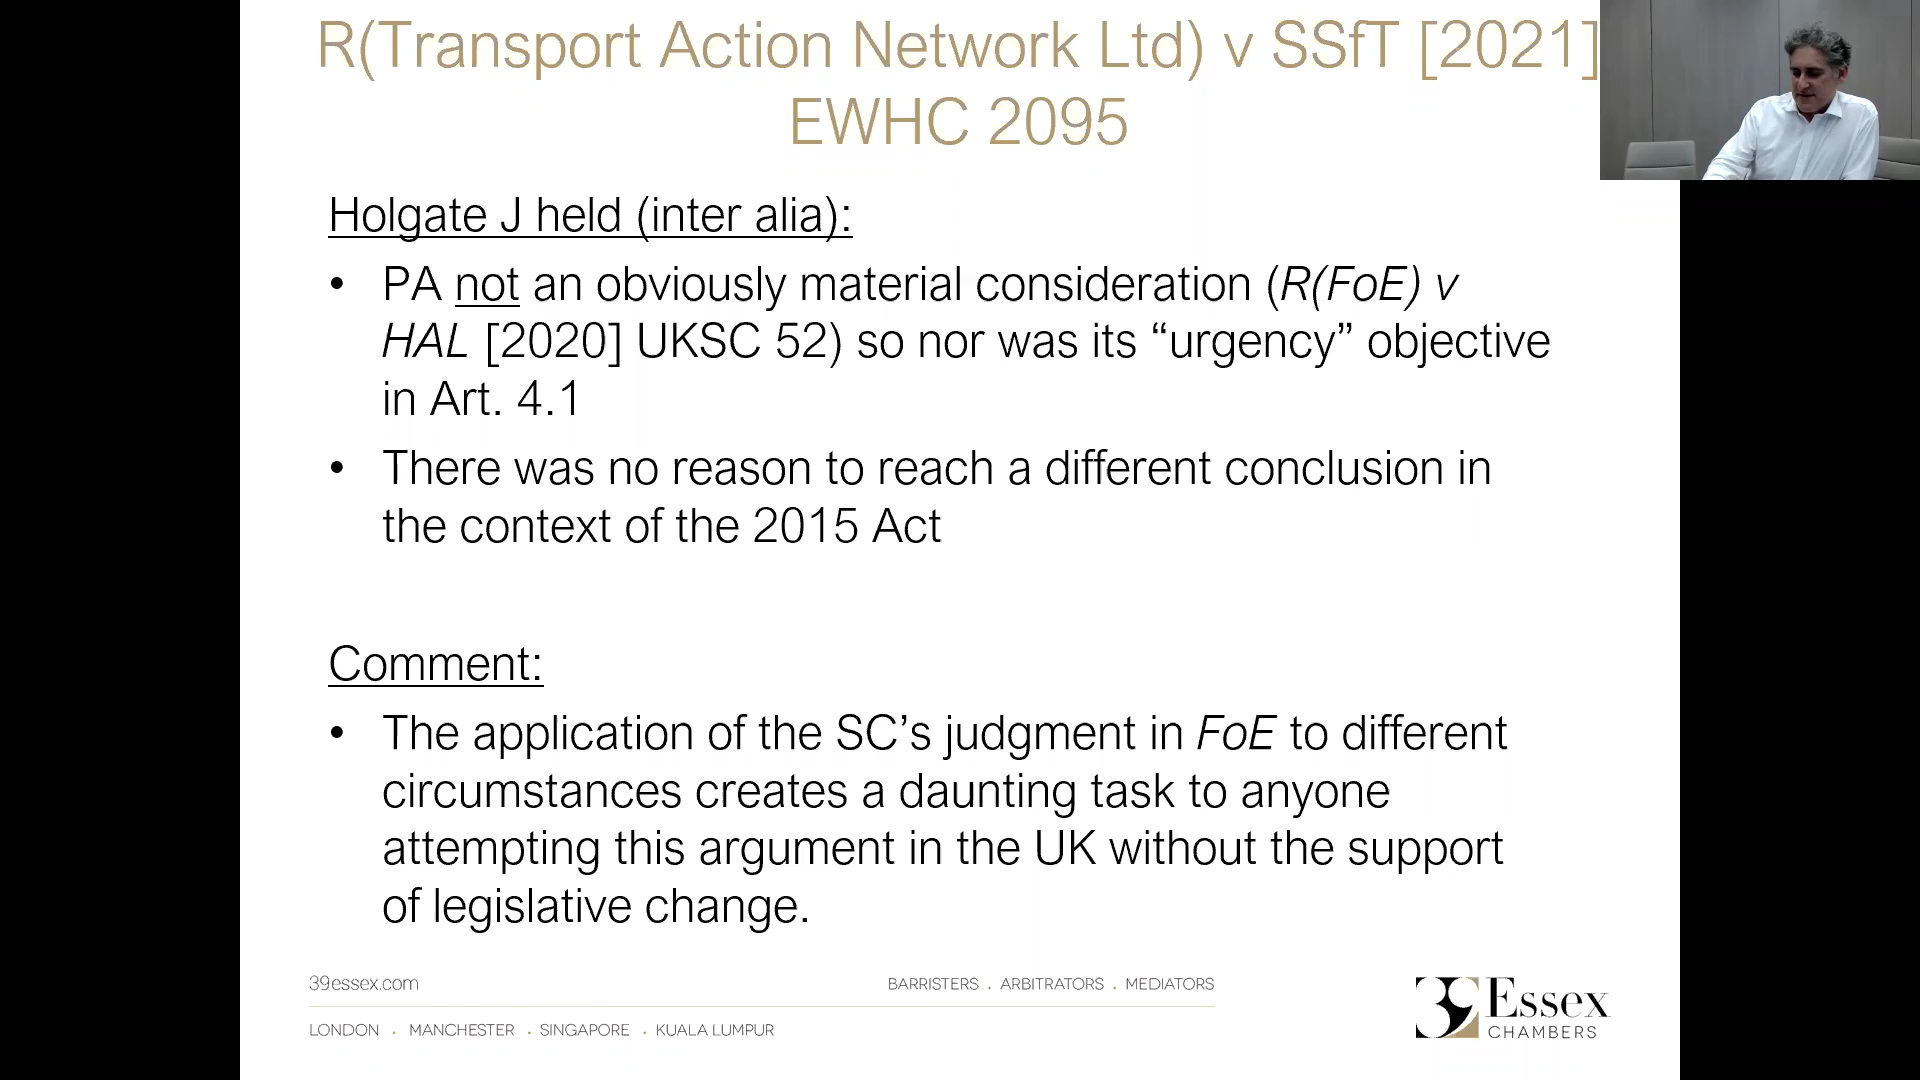 R(Transport Action Network Ltd) v SSfT [2021]
EWHC 2095
Holgate J held (inter alia):
• PA not an obviously material consideration (R(FoE) v
HAL [2020] UKSC 52) so nor was its “urgency” objective
in Art. 4.1
• There was no reason to reach a different conclusion in
the context of the 2015 Act
Comment:
• The application of the SC’s judgment in FoE to different
circumstances creates a daunting task to anyone
attempting this argument in the UK without the support
of legislative change.
39essex.com
BARRISTERS . ARBITRATORS . MEDIATORS
LONDON . MANCHESTER . SINGAPORE . KUALA LUMPUR
39 Essex
CHAMBERS